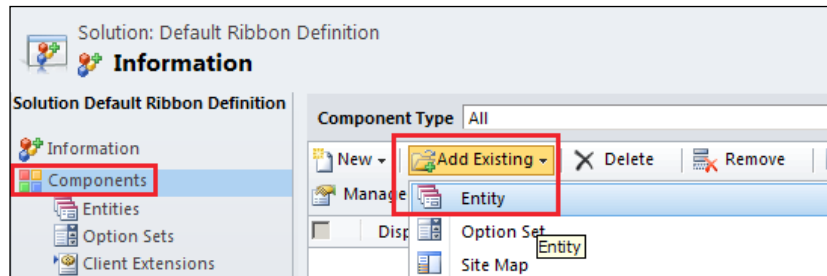 Solution: Default Ribbon Definition
Information
Solution Default Ribbon Definition
Information
Components
Entities
Option Sets
Client Extensions
Component Type All
New Add Existing Delete Remove
Manage Entity
Disp Option Set
Entity
Site Map